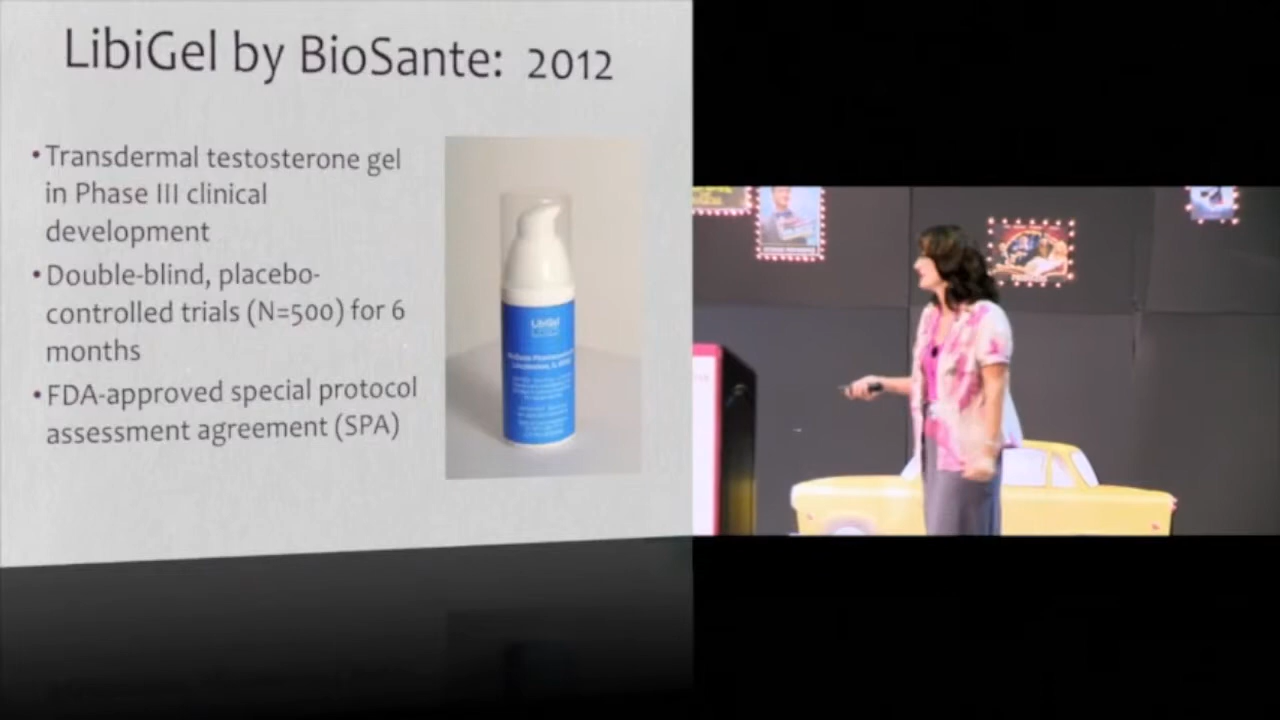 LibiGel by BioSante: 2012
• Transdermal testosterone gel
in Phase III clinical
development
• Double-blind, placebo-
controlled trials (N=500) for 6
months
• FDA-approved special protocol
assessment agreement (SPA)
LibiGel